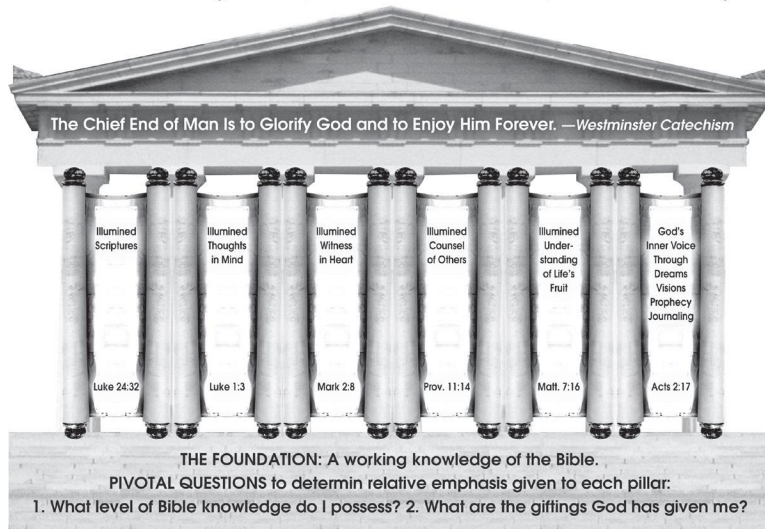 The Chief End of Man Is to Glorify God and to Enjoy Him Forever. —Westminster Catechism
Illumined
Scriptures
Luke 24:32
Illumined
Thoughts
in Mind
Luke 1:3
Illumined
Witness
in Heart
Mark 2:8
Illumined
Counsel
of Others
Prov. 11:14
Illumined
Under-
standing
of Life's
Fruit
Matt. 7:16
God's
Inner Voice
Through
Dreams
Visions
Prophecy
Journaling
Acts 2:17
THE FOUNDATION: A working knowledge of the Bible.
PIVOTAL QUESTIONS to determin relative emphasis given to each pillar:
1. What level of Bible knowledge do I possess? 2. What are the giftings God has given me?